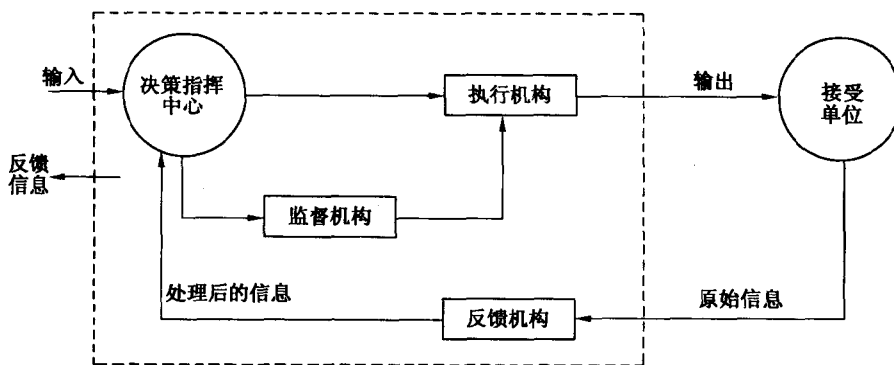 输入
决策指挥
中心
执行机构
输出
接受
单位
反馈
信息
监督机构
处理后的信息
反馈机构
原始信息